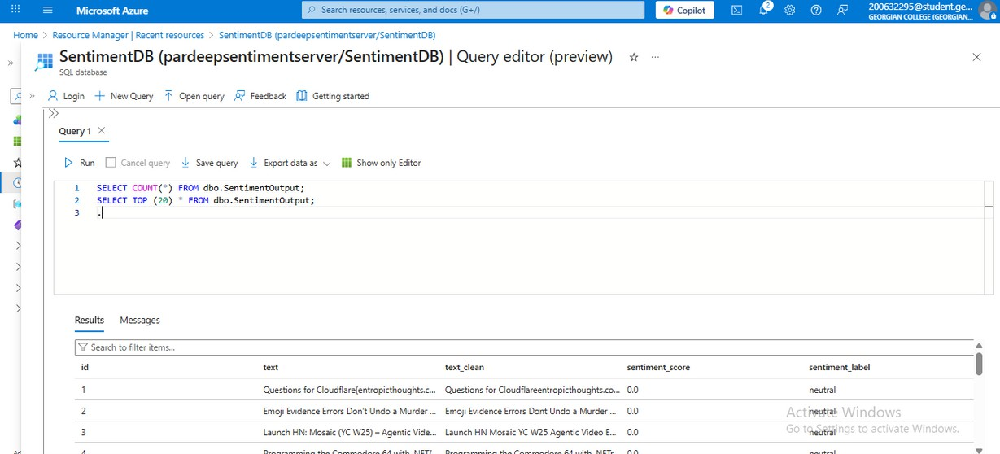 Microsoft Azure
Search resources, services, and docs (G+/)
Copilot
2
200632295@student.ge...
GEORGIAN COLLEGE (GEORGIAN...
Home > Resource Manager | Recent resources > SentimentDB (pardeepsentimentserver/SentimentDB)
SentimentDB (pardeepsentimentserver/SentimentDB) | Query editor (preview)
SQL database
Login New Query Open query Feedback Getting started
Query 1
Run Cancel query Save query Export data as Show only Editor
1 SELECT COUNT(*) FROM dbo.SentimentOutput;
2 SELECT TOP (20) * FROM dbo.SentimentOutput;
3 .
Results Messages
Search to filter items...
id text text_clean sentiment_score sentiment_label
1 Questions for Cloudflare(entropicthoughts.c... Questions for Cloudflareentropicthoughts.co... 0.0 neutral
2 Emoji Evidence Errors Don't Undo a Murder ... Emoji Evidence Errors Dont Undo a Murder ... 0.0 neutral
3 Launch HN: Mosaic (YC W25) – Agentic Vide... Launch HN Mosaic YC W25 Agentic Video E... 0.0 neutral
4 Programming the Commodore 64 with .NET( Programming the Commodore 64 with NET 0.0 neutral
Activate Windows
Go to Settings to activate Windows.